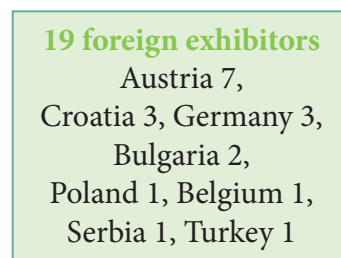 19 foreign exhibitors
Austria 7,
Croatia 3, Germany 3,
Bulgaria 2,
Poland 1, Belgium 1,
Serbia 1, Turkey 1